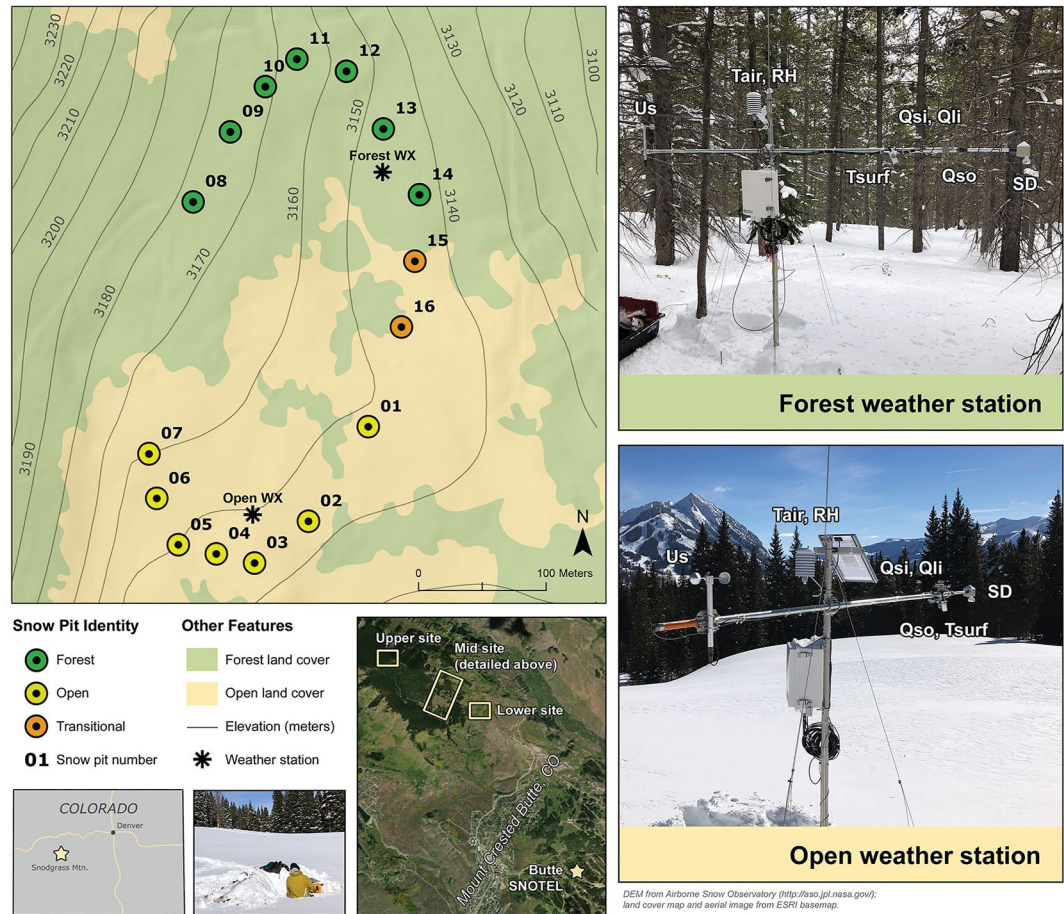 3230
3220
3210
3200
3190
3180
3170
3160
3150
3140
3130
3120
3110
3100
11
10
12
09
13
Forest WX
08
14
15
16
01
07
06
Open WX
02
05
04
03
N
0
100 Meters
Us
Tair, RH
Qsi, Qli
Tsurf
Qso
SD
Forest weather station
Us
Tair, RH
Qsi, Qli
SD
Qso, Tsurf
Open weather station
Snow Pit Identity
Forest
Open
Transitional
01 Snow pit number
Other Features
Forest land cover
Open land cover
Elevation (meters)
Weather station
COLORADO
Denver
Snodgrass Mtn.
Upper site
Mid site
(detailed above)
Lower site
Mount Crested Butte, CO
Butte
SNOTEL
DEM from Airborne Snow Observatory (http://aso.jpl.nasa.gov/);
land cover map and aerial image from ESRI basemap.